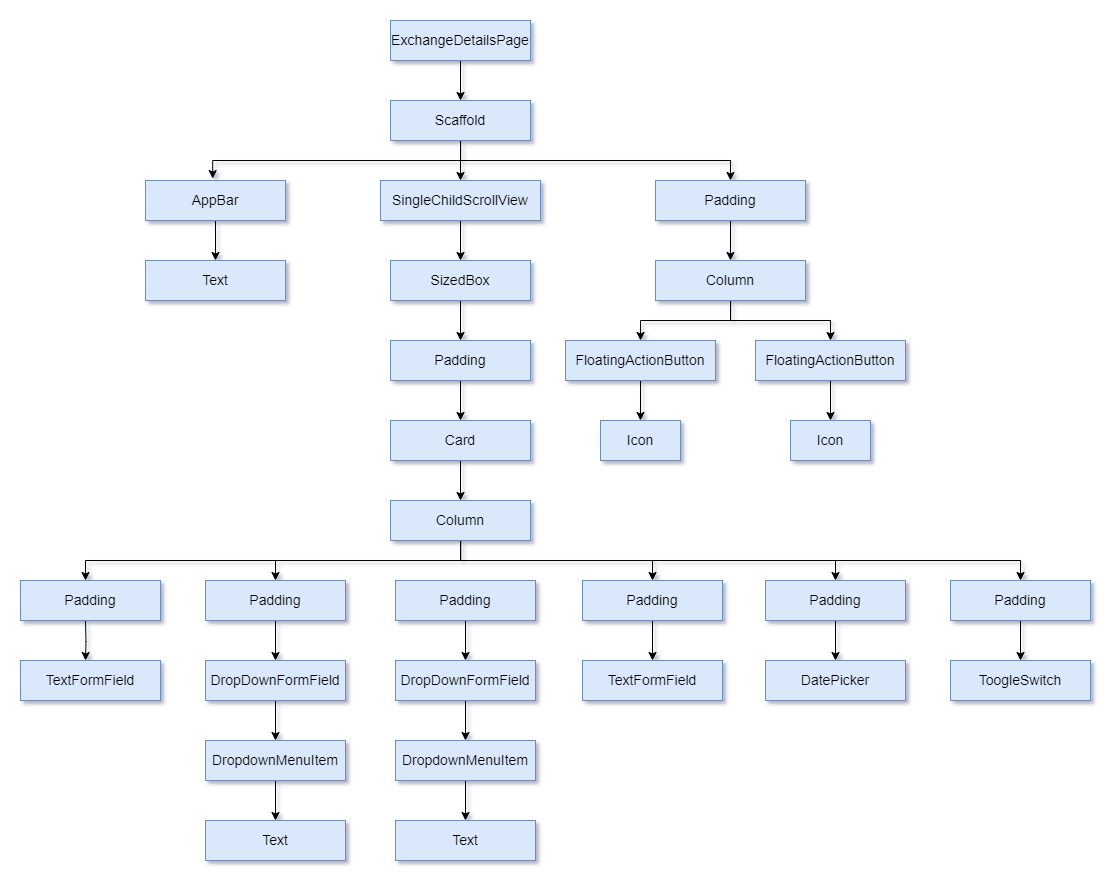 ExchangeDetailsPage
Scaffold
AppBar
SingleChildScrollView
Padding
Text
SizedBox
Column
Padding
FloatingActionButton
FloatingActionButton
Card
Icon
Icon
Column
Padding
Padding
Padding
Padding
Padding
Padding
TextFormField
DropDownFormField
DropDownFormField
TextFormField
DatePicker
ToogleSwitch
DropdownMenuItem
DropdownMenuItem
Text
Text